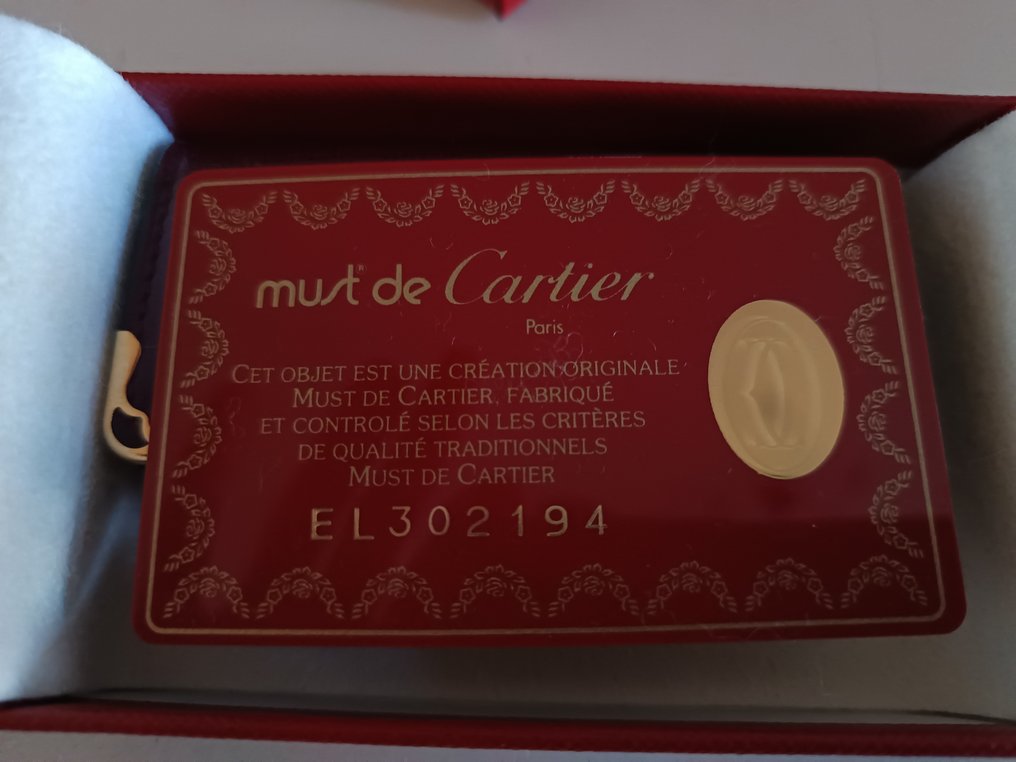 must® de Cartier
Paris
CET OBJET EST UNE CRÉATION ORIGINALE
MUST DE CARTIER, FABRIQUÉ
ET CONTROLÉ SELON LES CRITÈRES
DE QUALITÉ TRADITIONNELS
MUST DE CARTIER
EL302194